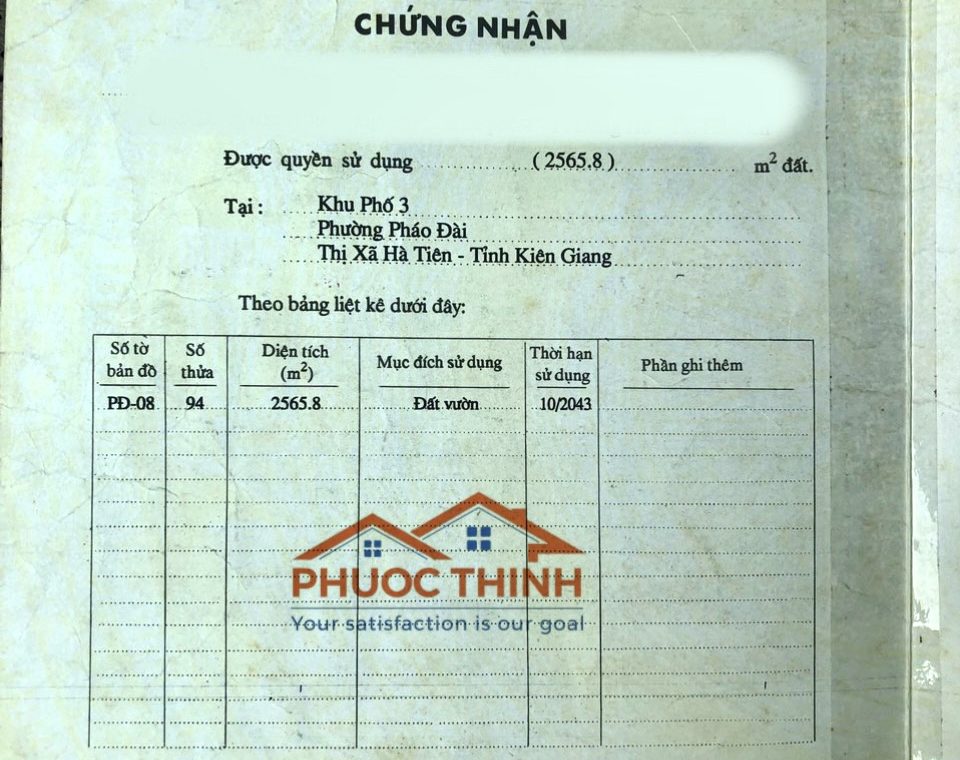 CHỨNG NHẬN
Được quyền sử dụng ( 2565.8 ) m² đất.
Tại : Khu Phố 3
Phường Pháo Đài
Thị Xã Hà Tiên - Tỉnh Kiên Giang
Theo bảng liệt kê dưới đây:
Số tờ bản đồ Số thửa Diện tích (m²) Mục đích sử dụng Thời hạn sử dụng Phần ghi thêm
PĐ-08 94 2565.8 Đất vườn 10/2043
PHUOC THINH
Your satisfaction is our goal